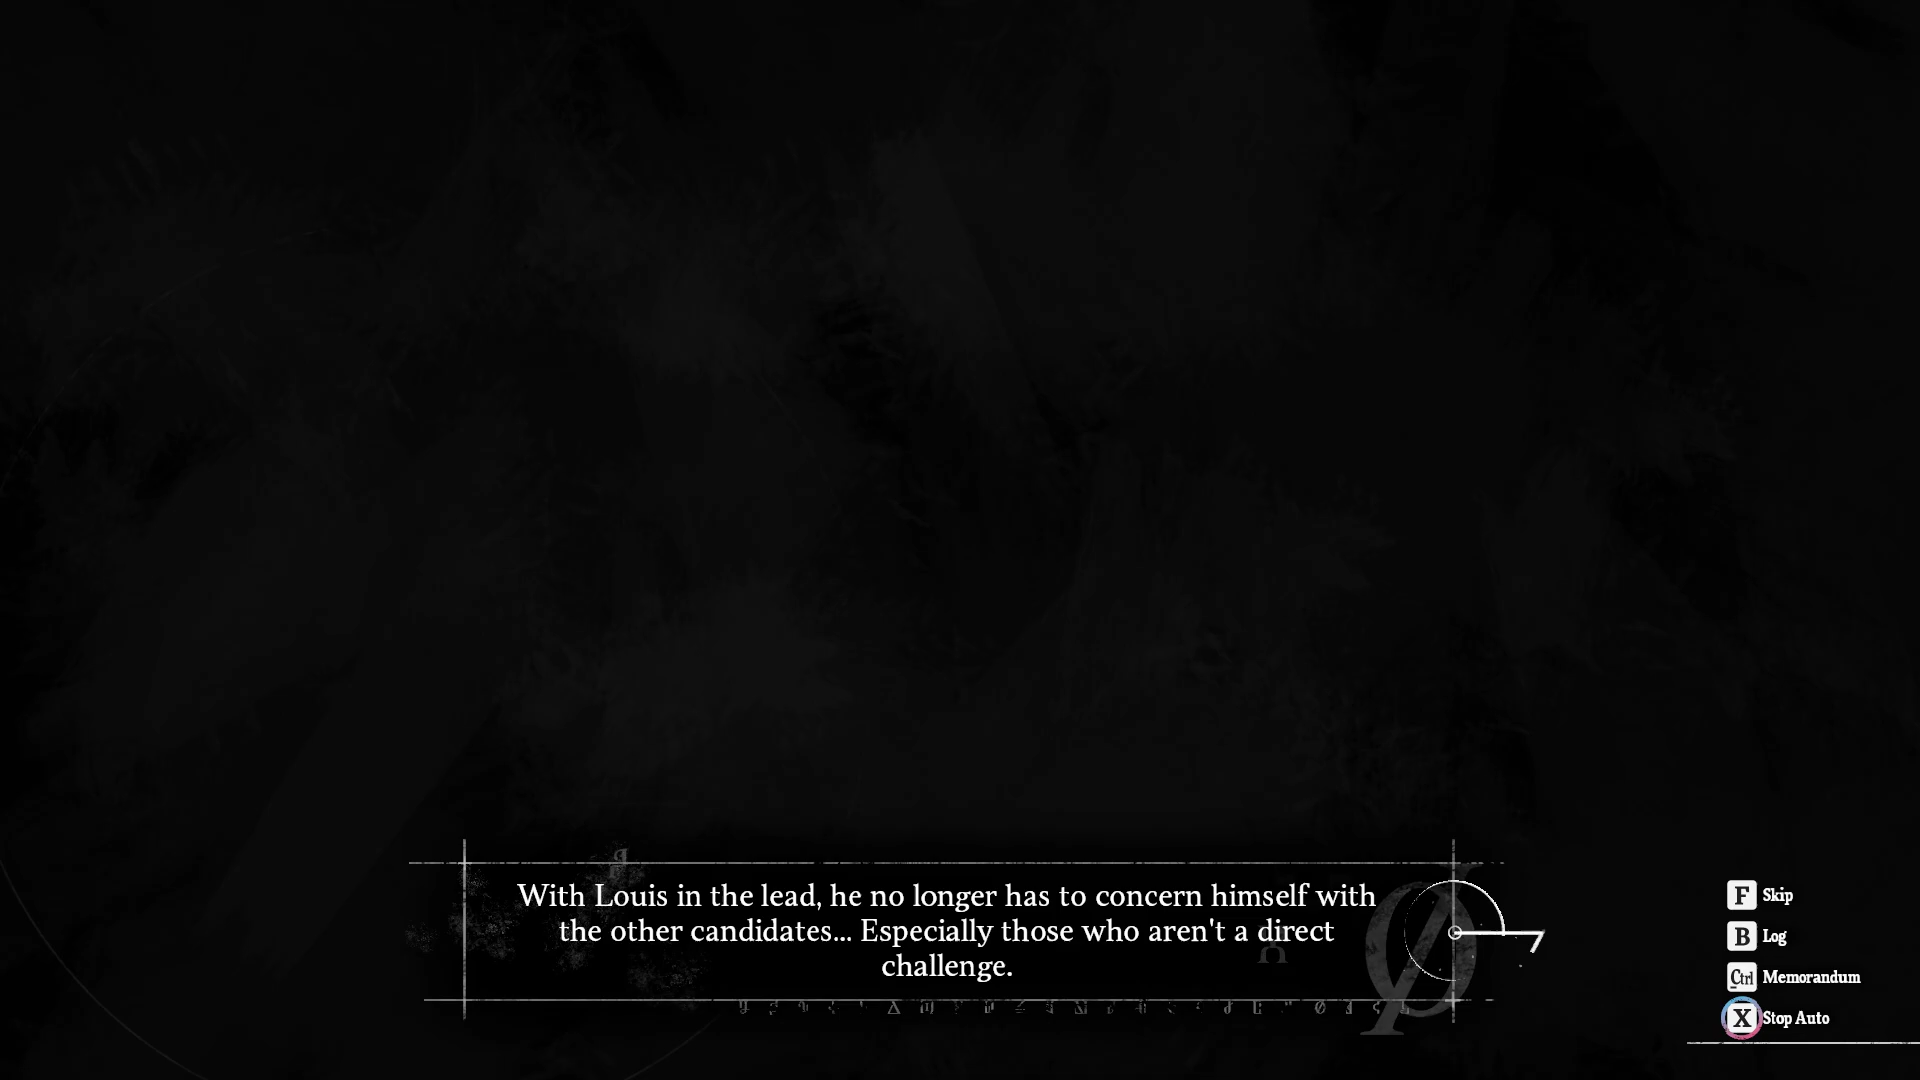 With Louis in the lead, he no longer has to concern himself with
the other candidates... Especially those who aren't a direct
challenge.
F Skip
B Log
Ctrl Memorandum
X Stop Auto